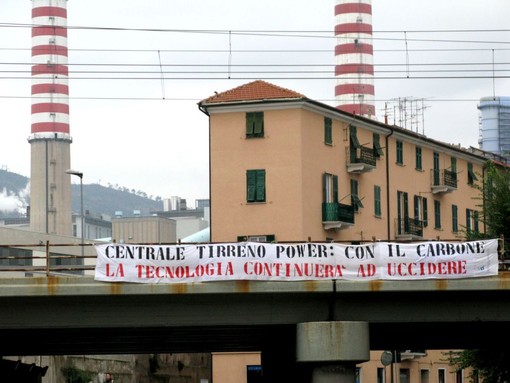 CENTRALE TIRRENO POWER: CON IL CARBONE
LA TECNOLOGIA CONTINUERA' AD UCCIDERE